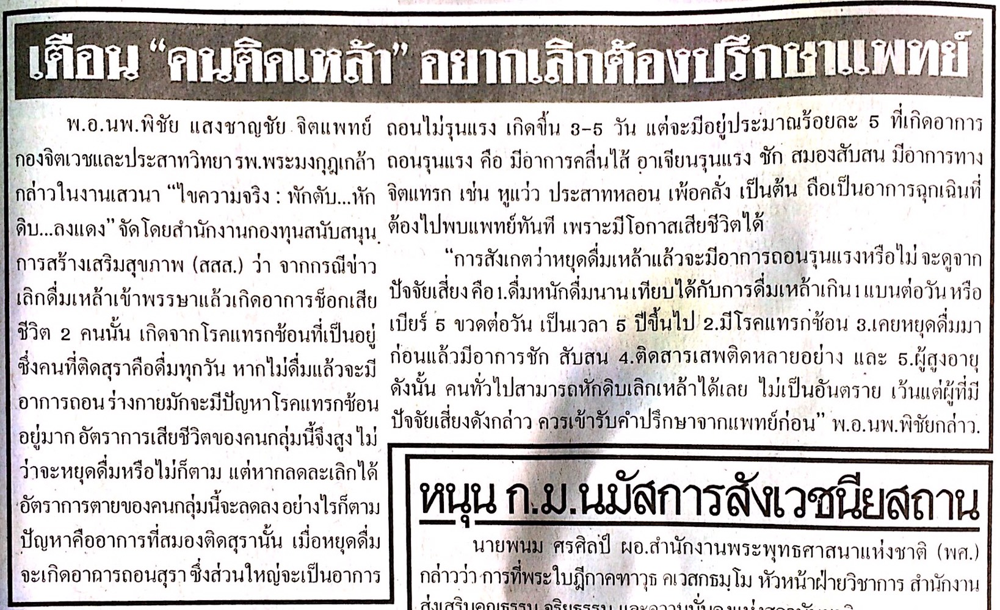 เตือน “คนติดเหล้า” อยากเลิกต้องปรึกษาแพทย์
พ.อ.นพ.พิชัย แสงชาญชัย จิตแพทย์
กองจิตเวชและประสาทวิทยา รพ.พระมงกุฎเกล้า
กล่าวในงานเสวนา “ไขความจริง : พักตับ...หัก
ดิบ...ลงแดง” จัดโดยสำนักงานกองทุนสนับสนุน
การสร้างเสริมสุขภาพ (สสส.) ว่า จากกรณีข่าว
เลิกดื่มเหล้าเข้าพรรษาแล้วเกิดอาการช็อกเสีย
ชีวิต 2 คนนั้น เกิดจากโรคแทรกซ้อนที่เป็นอยู่
ซึ่งคนที่ติดสุราคือดื่มทุกวัน หากไม่ดื่มแล้วจะมี
อาการถอน ร่างกายมักจะมีปัญหาโรคแทรกซ้อน
อยู่มาก อัตราการเสียชีวิตของคนกลุ่มนี้จึงสูง ไม่
ว่าจะหยุดดื่มหรือไม่ก็ตาม แต่หากลดละเลิกได้
อัตราการตายของคนกลุ่มนี้จะลดลง อย่างไรก็ตาม
ปัญหาคืออาการที่สมองติดสุรานั้น เมื่อหยุดดื่ม
จะเกิดอาการถอนสุรา ซึ่งส่วนใหญ่จะเป็นอาการ
ถอนไม่รุนแรง เกิดขึ้น 3-5 วัน แต่จะมีอยู่ประมาณร้อยละ 5 ที่เกิดอาการ
ถอนรุนแรง คือ มีอาการคลื่นไส้ อาเจียนรุนแรง ชัก สมองสับสน มีอาการทาง
จิตแทรก เช่น หูแว่ว ประสาทหลอน เพ้อคลั่ง เป็นต้น ถือเป็นอาการฉุกเฉินที่
ต้องไปพบแพทย์ทันที เพราะมีโอกาสเสียชีวิตได้
“การสังเกตว่าหยุดดื่มเหล้าแล้วจะมีอาการถอนรุนแรงหรือไม่ จะดูจาก
ปัจจัยเสี่ยง คือ 1.ดื่มหนักดื่มนาน เทียบได้กับการดื่มเหล้าเกิน 1 แบนต่อวัน หรือ
เบียร์ 5 ขวดต่อวัน เป็นเวลา 5 ปีขึ้นไป 2.มีโรคแทรกซ้อน 3.เคยหยุดดื่มมา
ก่อนแล้วมีอาการชัก สับสน 4.ติดสารเสพติดหลายอย่าง และ 5.ผู้สูงอายุ
ดังนั้น คนทั่วไปสามารถหักดิบเลิกเหล้าได้เลย ไม่เป็นอันตราย เว้นแต่ผู้ที่มี
ปัจจัยเสี่ยงดังกล่าว ควรเข้ารับคำปรึกษาจากแพทย์ก่อน” พ.อ.นพ.พิชัยกล่าว.
หนุน ก.ม.นมัสการสังเวชนียสถาน
นายพนม ศรศิลป์ ผอ.สำนักงานพระพุทธศาสนาแห่งชาติ (พศ.)
กล่าวว่า การที่พระใบฎีกาคฑาวุธ คเวสกธมฺโม หัวหน้าฝ่ายวิชาการ สำนักงาน
ส่งเสริมคุณธรรม จริยธรรม และความมั่นคงแห่งสถาบันชาติ